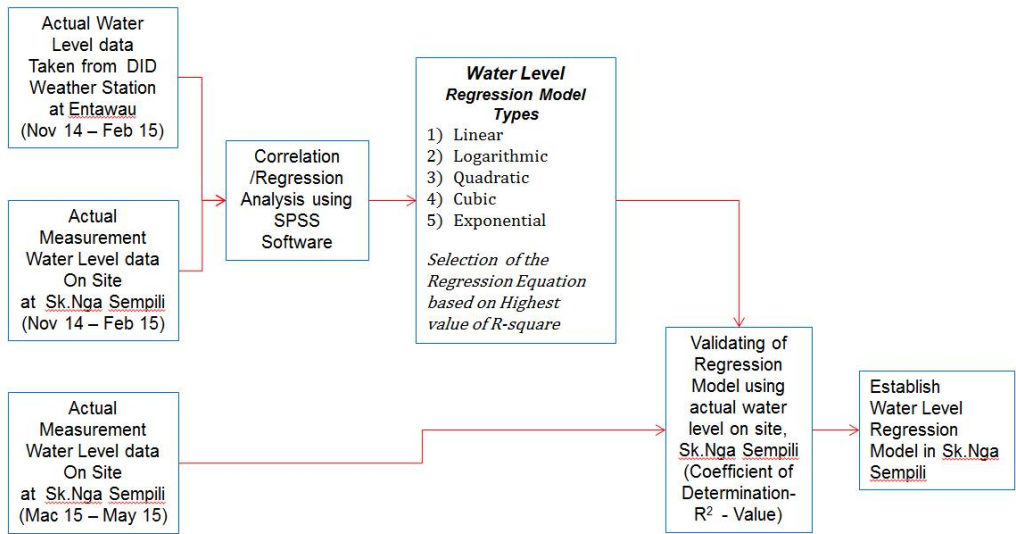 Actual Water
Level data
Taken from DID
Weather Station
at Entawau
(Nov 14 – Feb 15)
Actual
Measurement
Water Level data
On Site
at Sk.Nga Sempili
(Nov 14 – Feb 15)
Actual
Measurement
Water Level data
On Site
at Sk.Nga Sempili
(Mac 15 – May 15)
Correlation
/Regression
Analysis using
SPSS
Software
Water Level
Regression Model
Types
1) Linear
2) Logarithmic
3) Quadratic
4) Cubic
5) Exponential
Selection of the
Regression Equation
based on Highest
value of R-square
Validating of
Regression
Model using
actual water
level on site,
Sk.Nga Sempili
(Coefficient of
Determination-
R² - Value)
Establish
Water Level
Regression
Model in Sk.Nga
Sempili